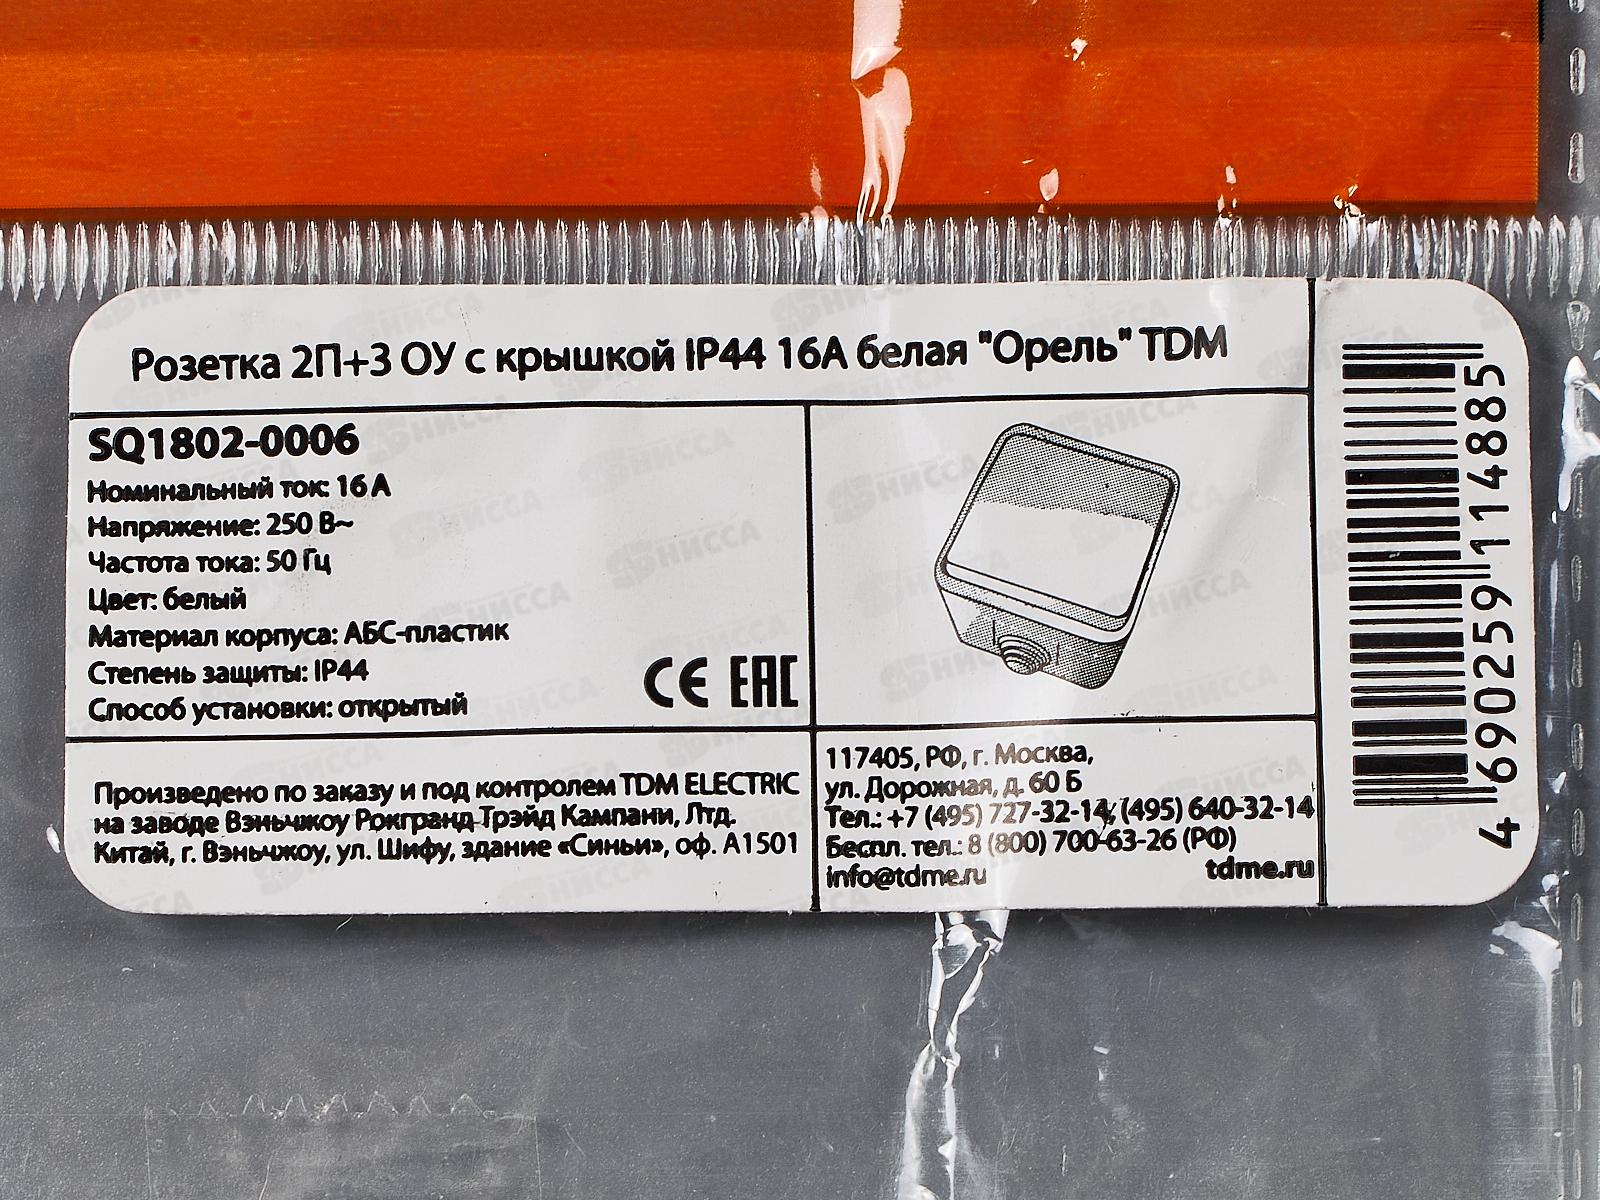 Розетка 2П+З ОУ с крышкой IP44 16А белая "Орель" TDM
SQ1802-0006
Номинальный ток: 16 А
Напряжение: 250 В~
Частота тока: 50 Гц
Цвет: белый
Материал корпуса: АБС-пластик
Степень защиты: IP44
Способ установки: открытый
CE EAC
Произведено по заказу и под контролем TDM ELECTRIC
на заводе Вэньчжоу Рокгранд Трэйд Кампани, Лтд.
Китай, г. Вэньчжоу, ул. Шифу, здание «Синьи», оф. А1501
117405, РФ, г. Москва,
ул. Дорожная, д. 60 Б
Тел.: +7 (495) 727-32-14, (495) 640-32-14
Беспл. тел.: 8 (800) 700-63-26 (РФ)
info@tdme.ru
tdme.ru
4 690259 114885
НИССА